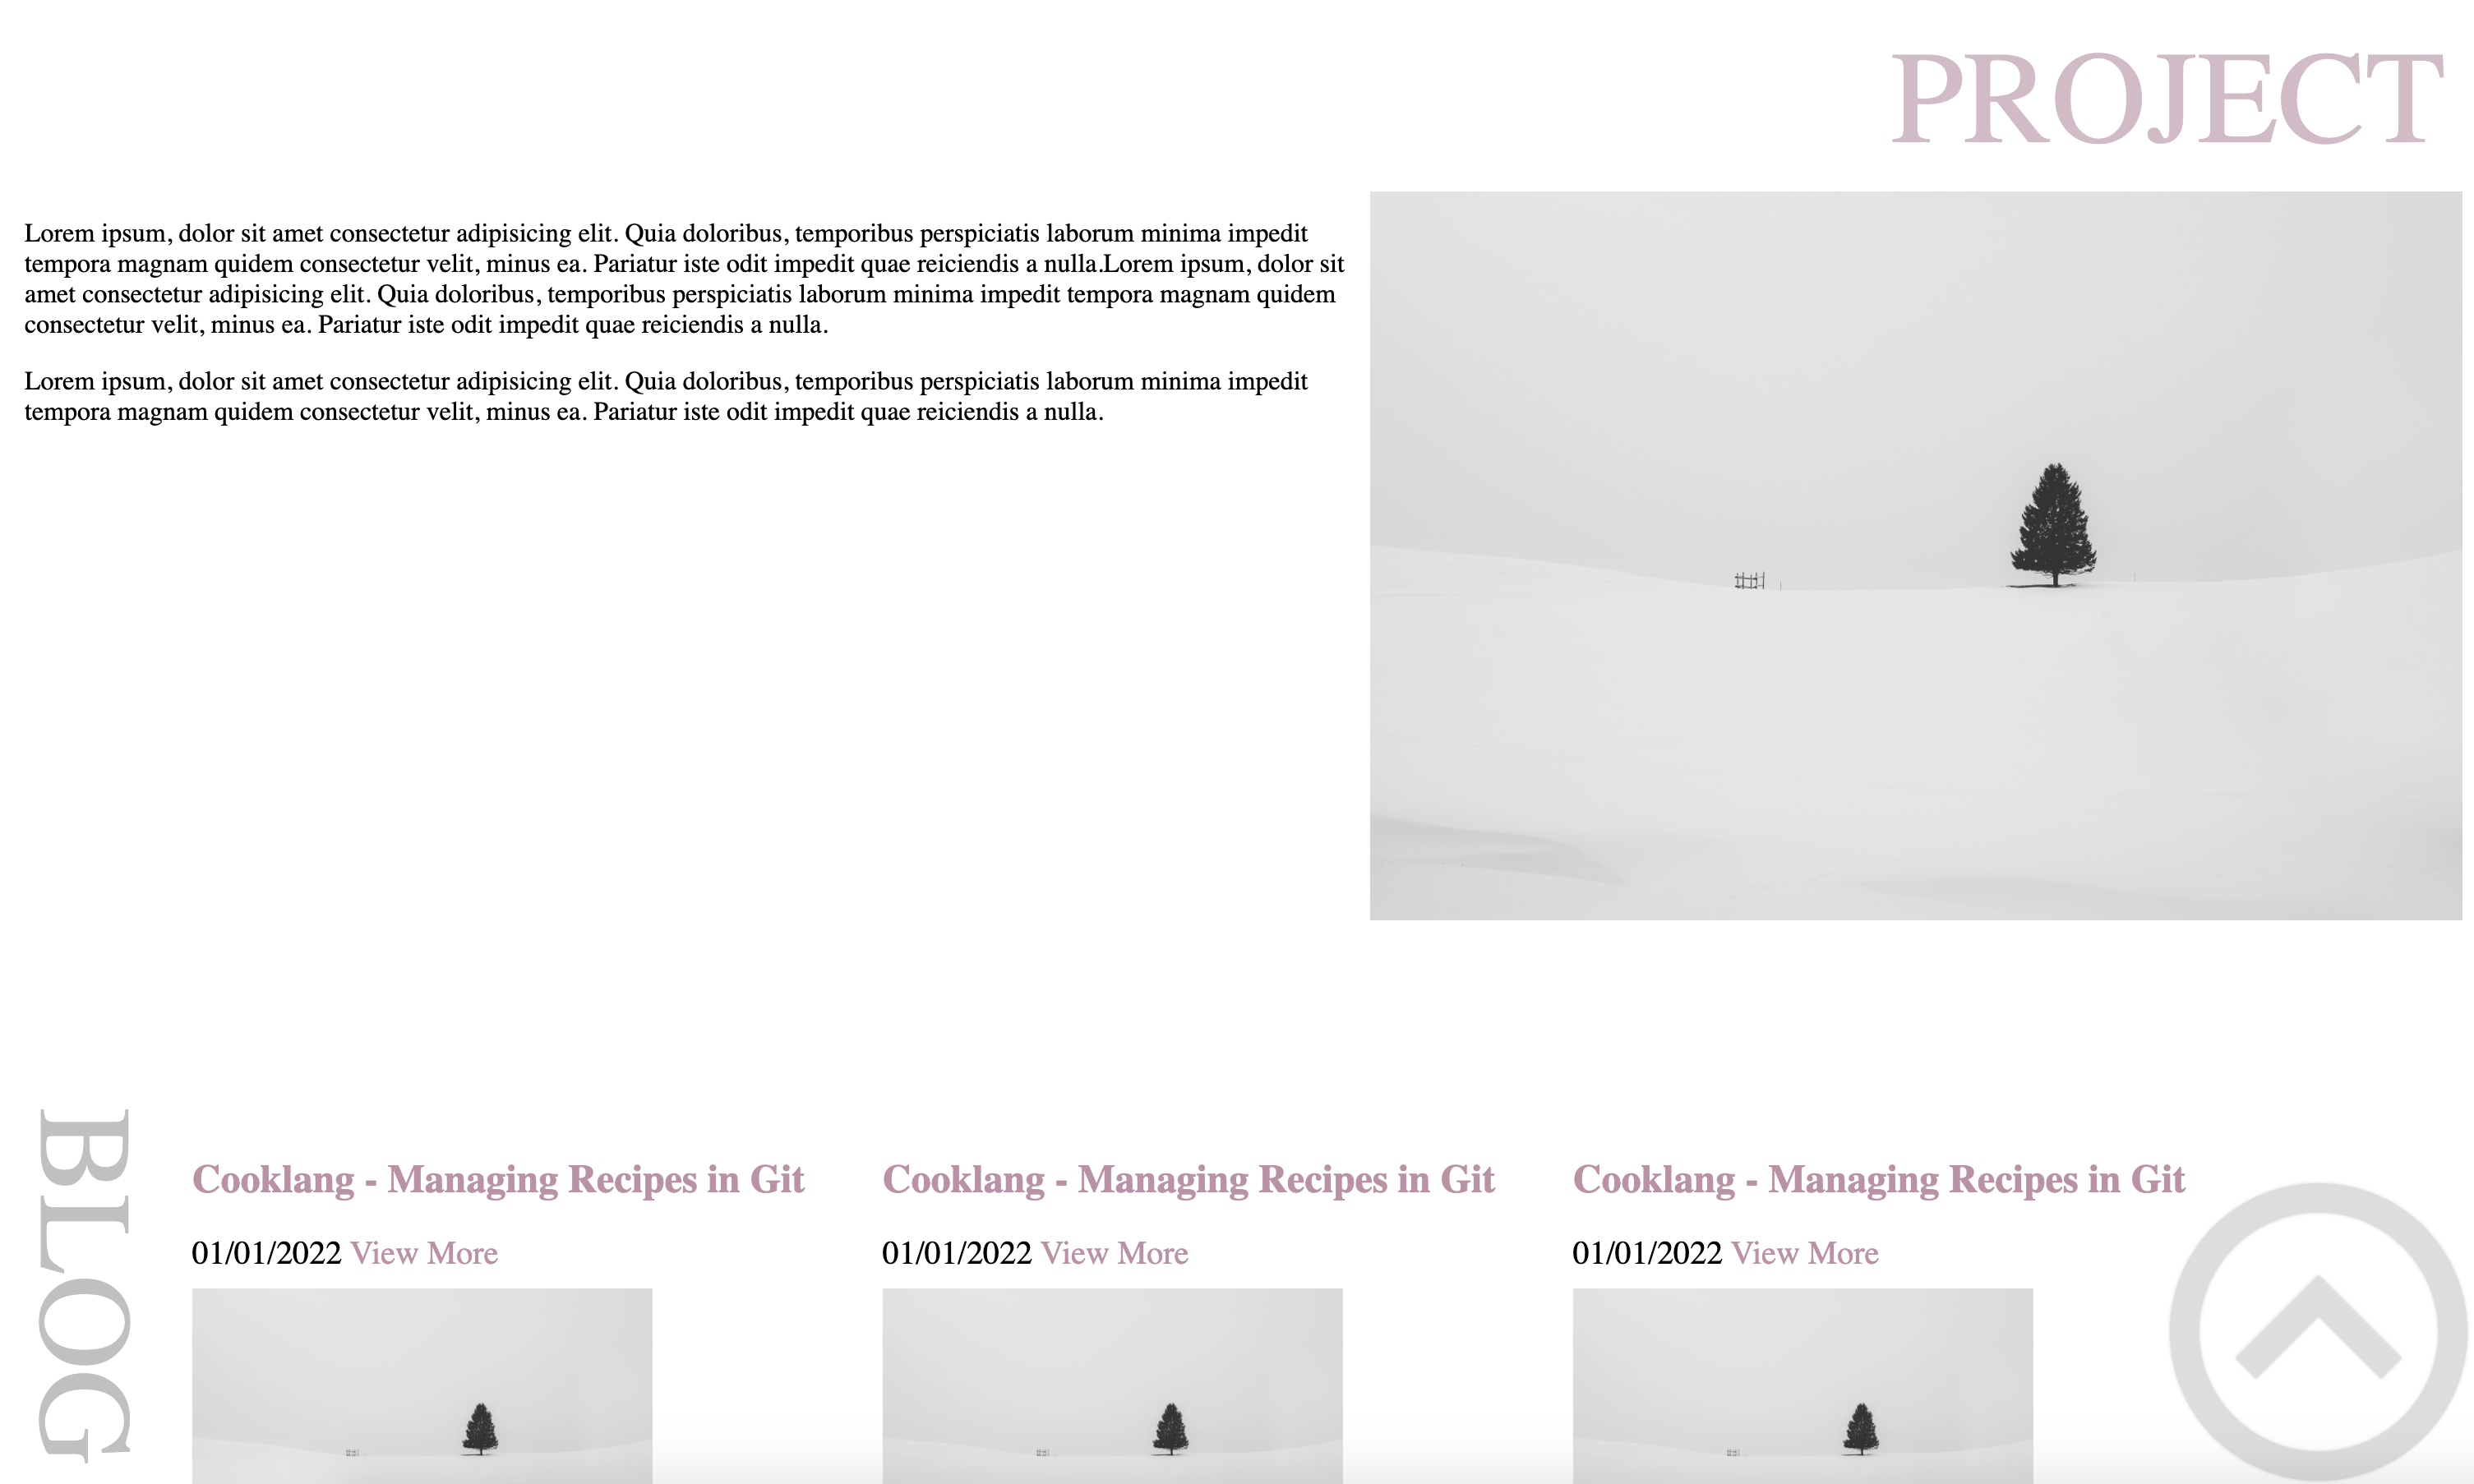 PROJECT
Lorem ipsum, dolor sit amet consectetur adipisicing elit. Quia doloribus, temporibus perspiciatis laborum minima impedit
tempora magnam quidem consectetur velit, minus ea. Pariatur iste odit impedit quae reiciendis a nulla.Lorem ipsum, dolor sit
amet consectetur adipisicing elit. Quia doloribus, temporibus perspiciatis laborum minima impedit tempora magnam quidem
consectetur velit, minus ea. Pariatur iste odit impedit quae reiciendis a nulla.
Lorem ipsum, dolor sit amet consectetur adipisicing elit. Quia doloribus, temporibus perspiciatis laborum minima impedit
tempora magnam quidem consectetur velit, minus ea. Pariatur iste odit impedit quae reiciendis a nulla.
BLOG
Cooklang - Managing Recipes in Git
01/01/2022 View More
Cooklang - Managing Recipes in Git
01/01/2022 View More
Cooklang - Managing Recipes in Git
01/01/2022 View More